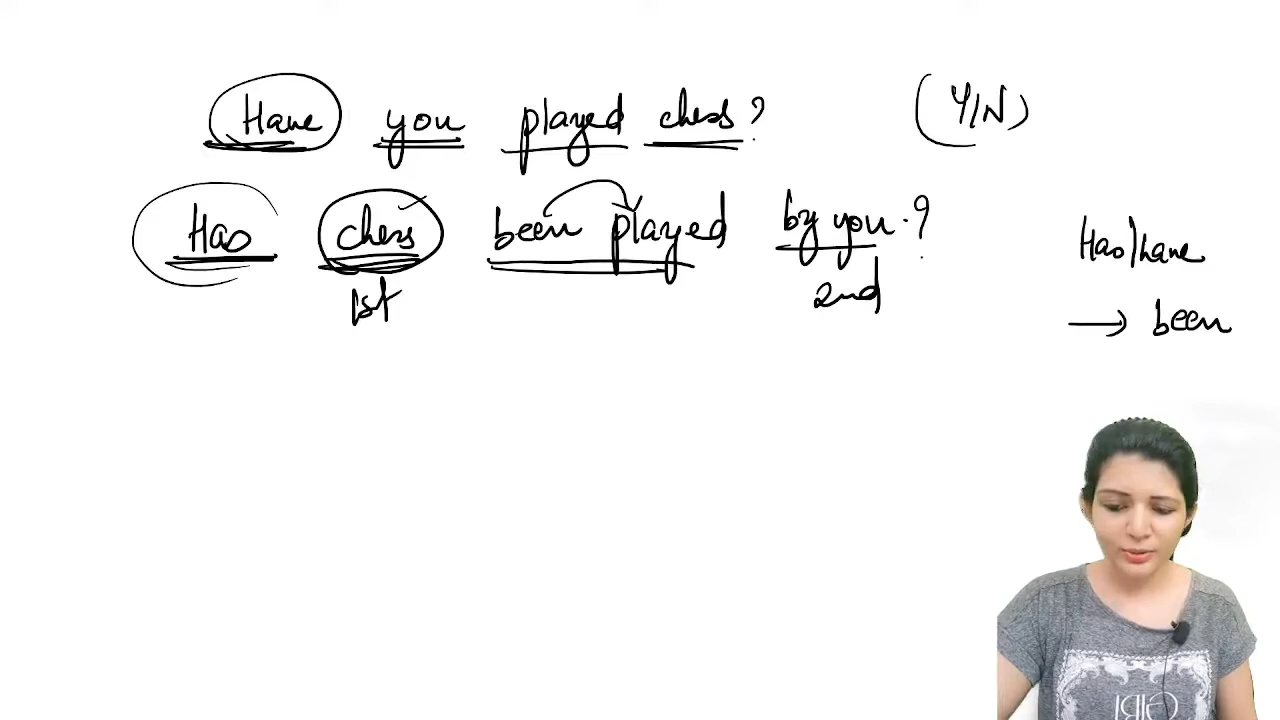 Have you played chess? (Y/N)
Has chess been played by you.?
1st 2nd
Has/have
→ been